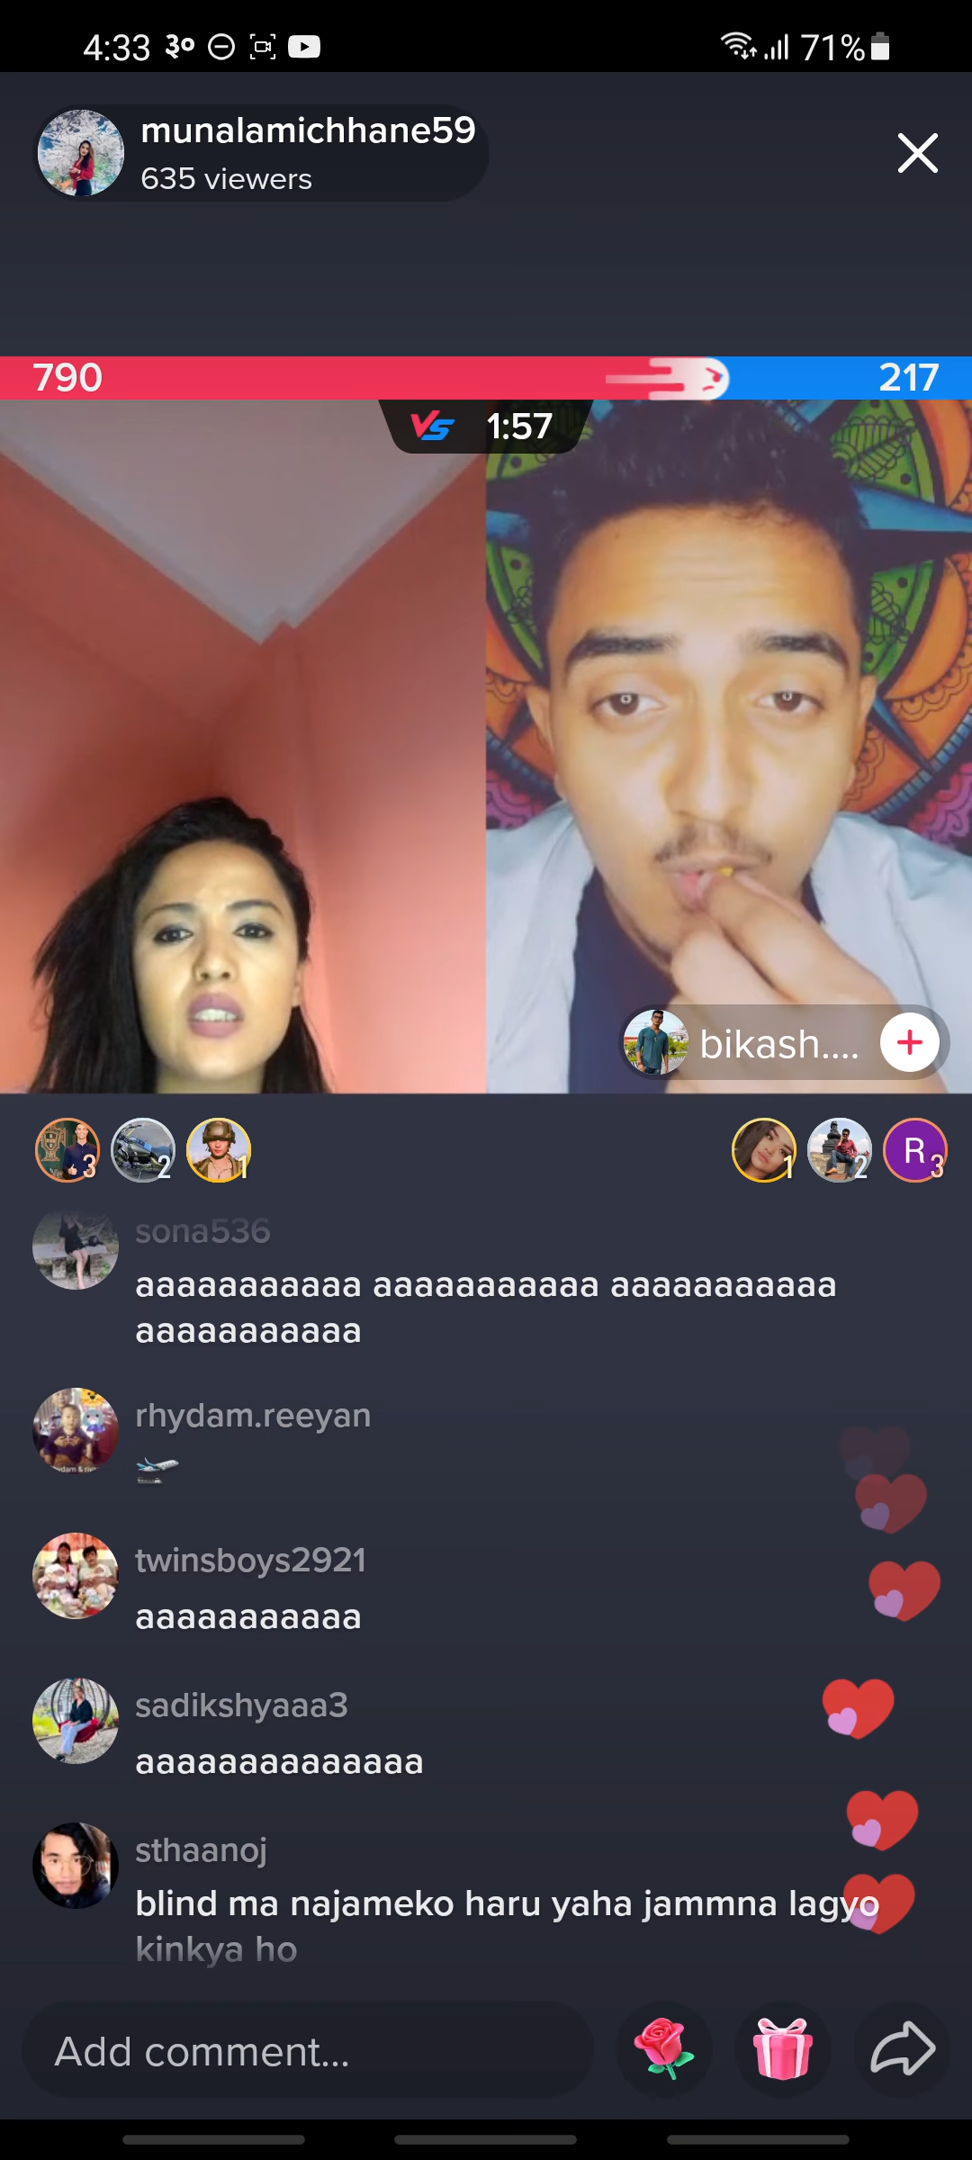 4:33 ३०
71%
munalamichhane59
635 viewers
790
217
VS 1:57
bikash....
3
2
1
1
2
R 3
sona536
aaaaaaaaaaa aaaaaaaaaaa aaaaaaaaaaa
aaaaaaaaaaa
rhydam.reeyan
twinsboys2921
aaaaaaaaaaa
sadikshyaaa3
aaaaaaaaaaaaaa
sthaanoj
blind ma najameko haru yaha jammna lagyo
kinkya ho
Add comment...